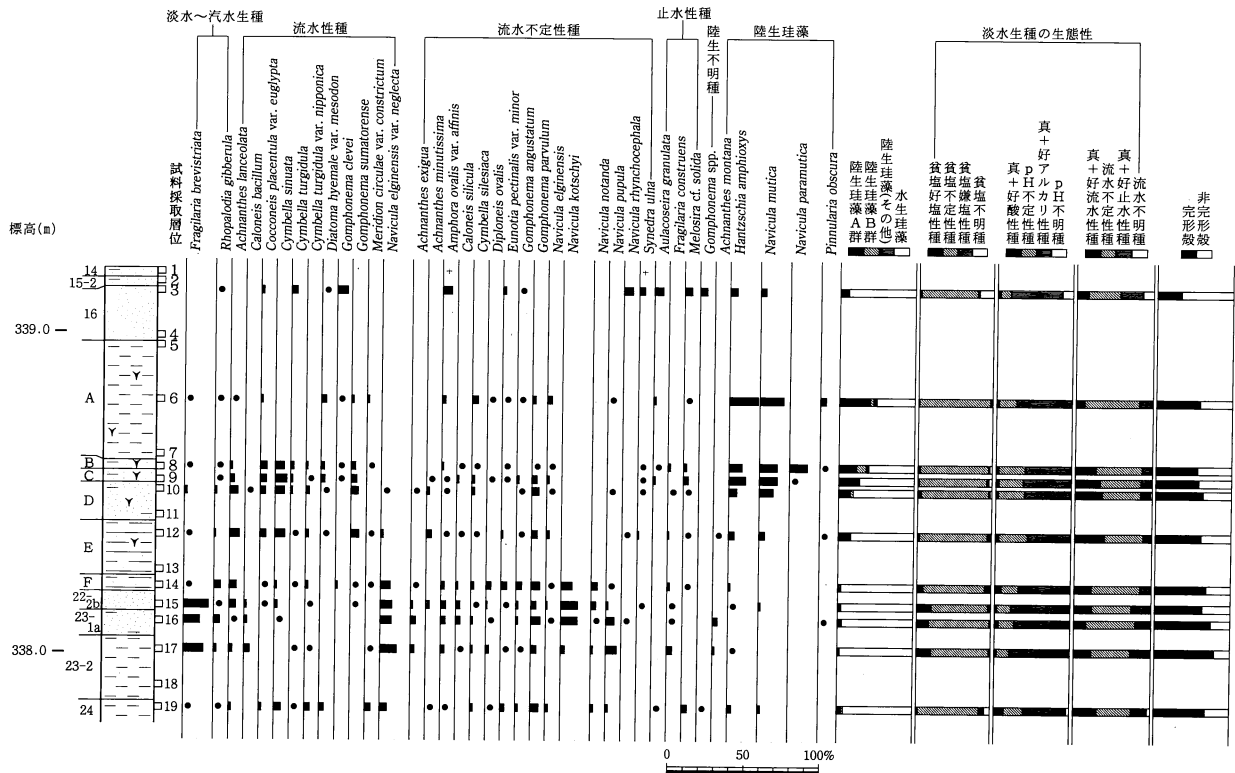 淡水～汽水生種
流水性種
流水不定性種
止水性種
陸生不明種
陸生珪藻
淡水生種の生態性
標高(m)
試料採取層位
Fragilaria brevistriata
Rhopalodia gibberula
Achnanthes lanceolata
Caloneis bacillum
Cocconeis placentula var. euglypta
Cymbella sinuata
Cymbella turgidula
Cymbella turgidula var. nipponica
Diatoma hyemale var. mesodon
Gomphonema clevei
Gomphonema sumatorense
Meridion circulae var. constrictum
Navicula elginensis var. neglecta
Achnanthes exigua
Achnanthes minutissima
Amphora ovalis var. affinis
Caloneis silicula
Cymbella silesiaca
Diploneis ovalis
Eunotia pectinalis var. minor
Gomphonema angustatum
Gomphonema parvulum
Navicula elginensis
Navicula kotschyi
Navicula notanda
Navicula pupula
Navicula rhynchocephala
Synedra ulna
Aulacoseira granulata
Fragilaria construens
Melosira cf. solida
Gomphonema spp.
Achnanthes montana
Hantzschia amphioxys
Navicula mutica
Navicula paramutica
Pinnularia obscura
陸生珪藻A群
陸生珪藻B群
陸生珪藻(その他)
水生珪藻
貧塩好塩性種
貧塩不定性種
貧塩嫌塩性種
貧塩不明種
真＋好酸性種
pH不定性種
真＋好アルカリ性種
pH不明種
真＋好流水性種
流水不定性種
真＋好止水性種
流水不明種
完形殻
非完形殻
14
15-2
16
339.0
A
B
C
D
E
F
22-2b
23-1a
338.0
23-2
24
1
2
3
4
5
6
7
8
9
10
11
12
13
14
15
16
17
18
19
+
+
0 50 100%